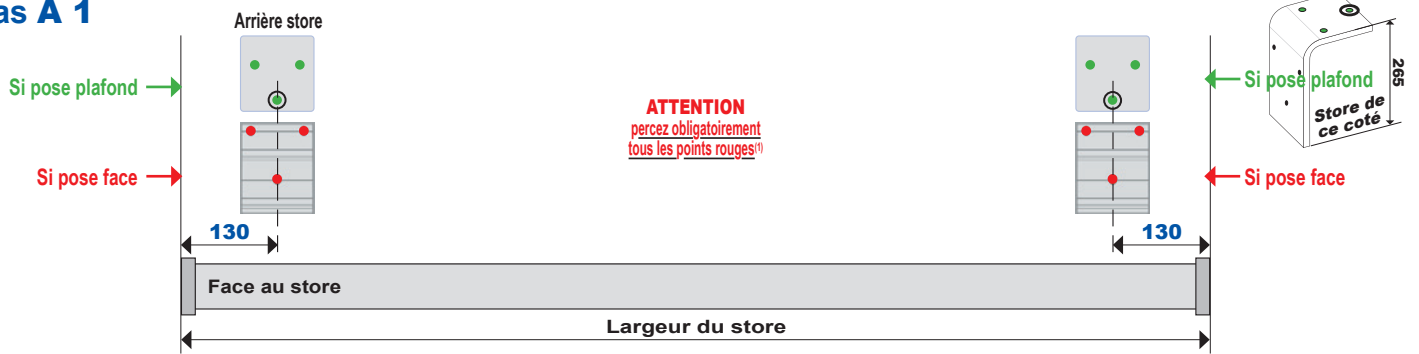 as A 1
Arrière store
Si pose plafond
Si pose face
ATTENTION
percez obligatoirement
tous les points rouges(1)
Si pose plafond
Si pose face
265
Store de
ce coté
130
130
Face au store
Largeur du store